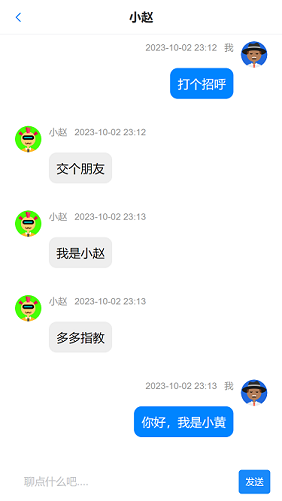 小赵
2023-10-02 23:12 我
打个招呼
小赵 2023-10-02 23:12
交个朋友
小赵 2023-10-02 23:13
我是小赵
小赵 2023-10-02 23:13
多多指教
2023-10-02 23:13 我
你好，我是小黄
聊点什么吧.... 发送